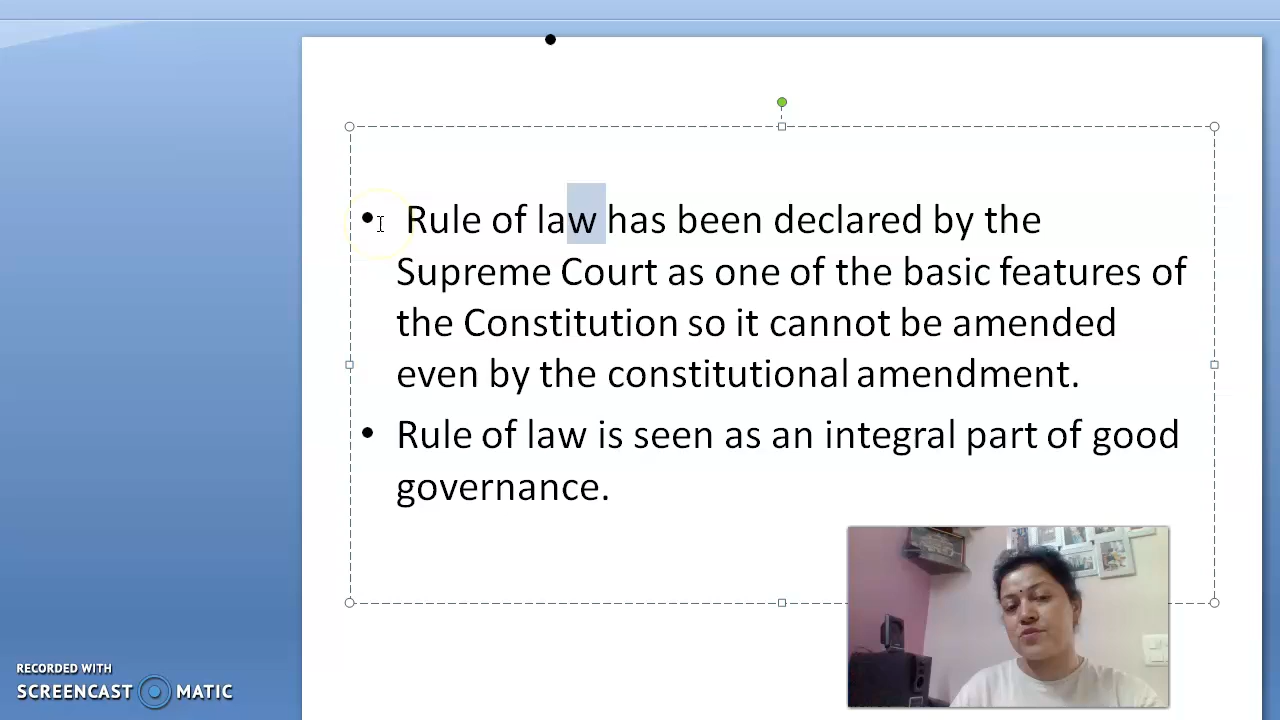 • Rule of law has been declared by the
Supreme Court as one of the basic features of
the Constitution so it cannot be amended
even by the constitutional amendment.
• Rule of law is seen as an integral part of good
governance.
RECORDED WITH
SCREENCAST MATIC